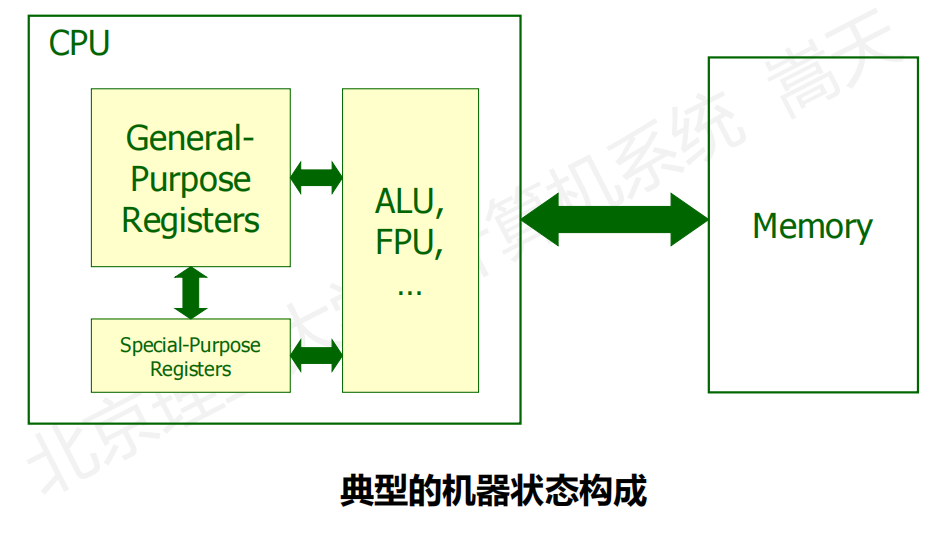 CPU
General-
Purpose
Registers
ALU,
FPU,
...
Special-Purpose
Registers
Memory
典型的机器状态构成
北京理
大学
计算机系统 嵩天